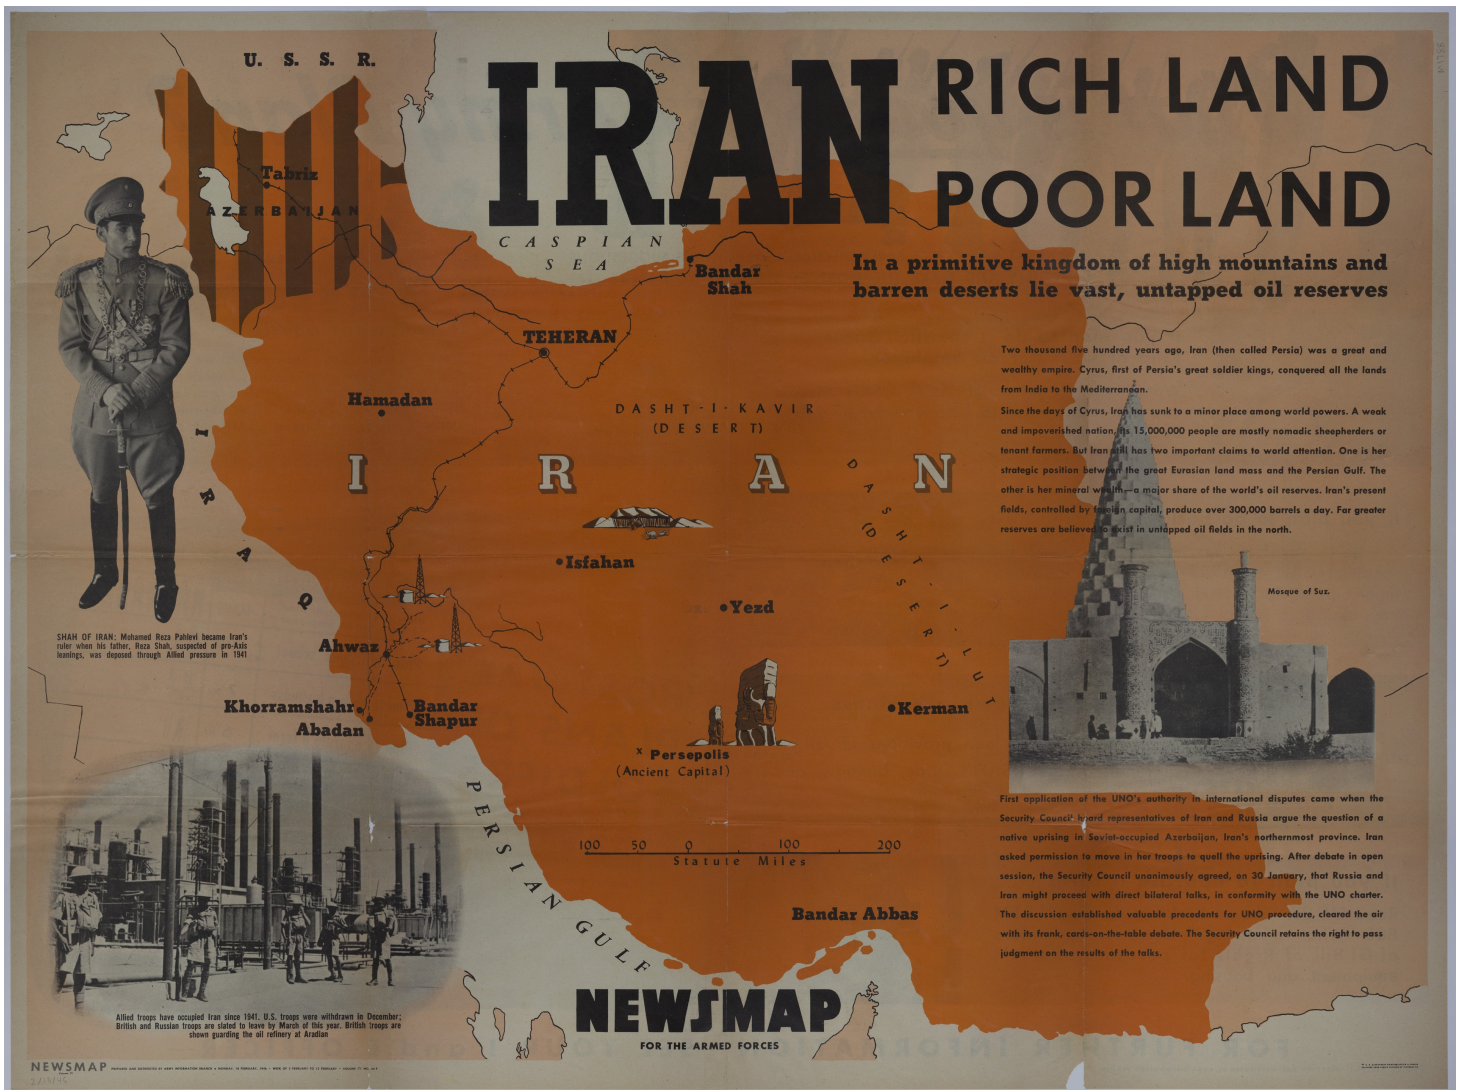 U. S. S. R.
IRAN
RICH LAND
POOR LAND
In a primitive kingdom of high mountains and
barren deserts lie vast, untapped oil reserves
Tabriz
AZERBAIJAN
CASPIAN
SEA
Bandar
Shah
TEHERAN
Hamadan
DASHT-I-KAVIR
(DESERT)
IRAN
IRAQ
DASHT-I-LUT
(DESERT)
Isfahan
Yezd
Ahwaz
Khorramshahr
Abadan
Bandar
Shapur
Kerman
x Persepolis
(Ancient Capital)
PERSIAN GULF
100 50 0 100 200
Statute Miles
Bandar Abbas
Two thousand five hundred years ago, Iran (then called Persia) was a great and
wealthy empire. Cyrus, first of Persia's great soldier kings, conquered all the lands
from India to the Mediterranean.
Since the days of Cyrus, Iran has sunk to a minor place among world powers. A weak
and impoverished nation, its 15,000,000 people are mostly nomadic sheepherders or
tenant farmers. But Iran still has two important claims to world attention. One is her
strategic position between the great Eurasian land mass and the Persian Gulf. The
other is her mineral wealth—a major share of the world's oil reserves. Iran's present
fields, controlled by foreign capital, produce over 300,000 barrels a day. Far greater
reserves are believed to exist in untapped oil fields in the north.
Mosque of Suz.
SHAH OF IRAN: Mohamed Reza Pahlevi became Iran's
ruler when his father, Reza Shah, suspected of pro-Axis
leanings, was deposed through Allied pressure in 1941
First application of the UNO's authority in international disputes came when the
Security Council heard representatives of Iran and Russia argue the question of a
native uprising in Soviet-occupied Azerbaijan, Iran's northernmost province. Iran
asked permission to move in her troops to quell the uprising. After debate in open
session, the Security Council unanimously agreed, on 30 January, that Russia and
Iran might proceed with direct bilateral talks, in conformity with the UNO charter.
The discussion established valuable precedents for UNO procedure, cleared the air
with its frank, cards-on-the-table debate. The Security Council retains the right to pass
judgment on the results of the talks.
Allied troops have occupied Iran since 1941. U.S. troops were withdrawn in December;
British and Russian troops are slated to leave by March of this year. British troops are
shown guarding the oil refinery at Aradian
NEWSMAP
FOR THE ARMED FORCES
NEWSMAP